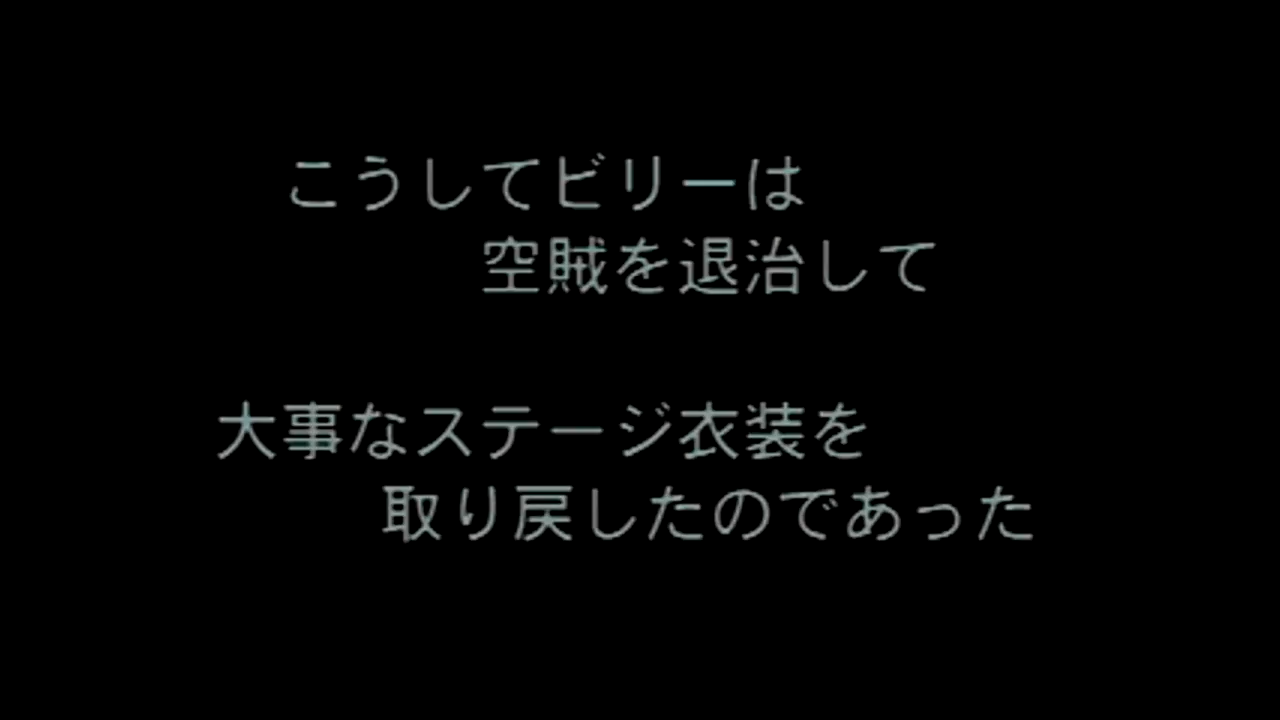 こうしてビリーは
空賊を退治して
大事なステージ衣装を
取り戻したのであった